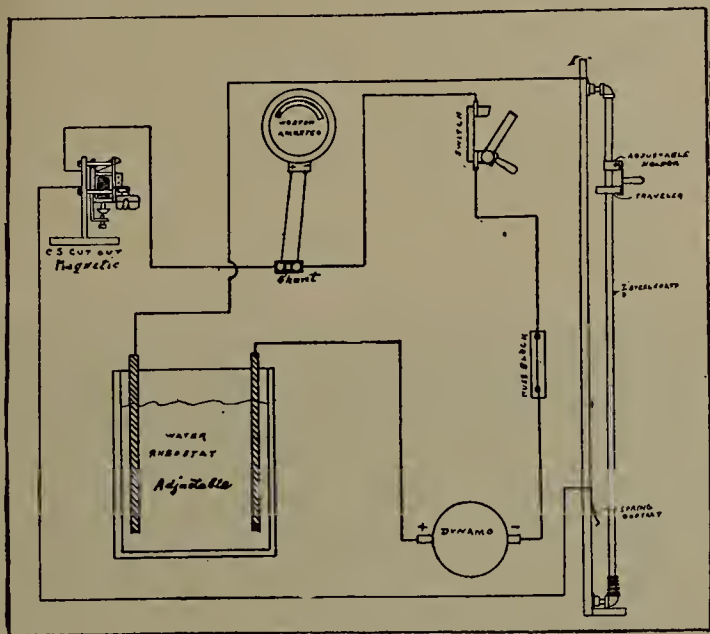 WESTON
AMMETER
SWITCH
ADJUSTABLE
HOLDER
TRAVELER
C S CUT OUT
Magnetic
Shunt
FUSE BLOCK
WATER
RHEOSTAT
Adjustable
SPRING
CONTACT
+ DYNAMO -